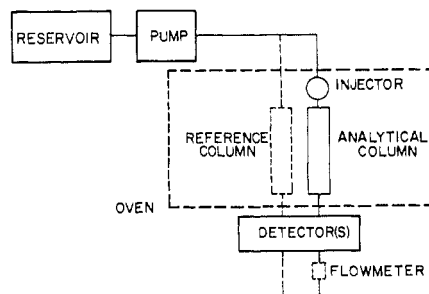 RESERVOIR
PUMP
INJECTOR
REFERENCE
COLUMN
ANALYTICAL
COLUMN
OVEN
DETECTOR(S)
FLOWMETER